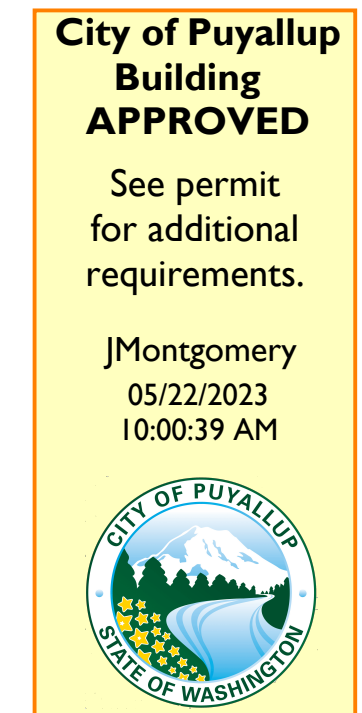 City of Puyallup
Building
APPROVED
See permit
for additional
requirements.
JMontgomery
05/22/2023
10:00:39 AM
CITY OF PUYALLUP
STATE OF WASHINGTON